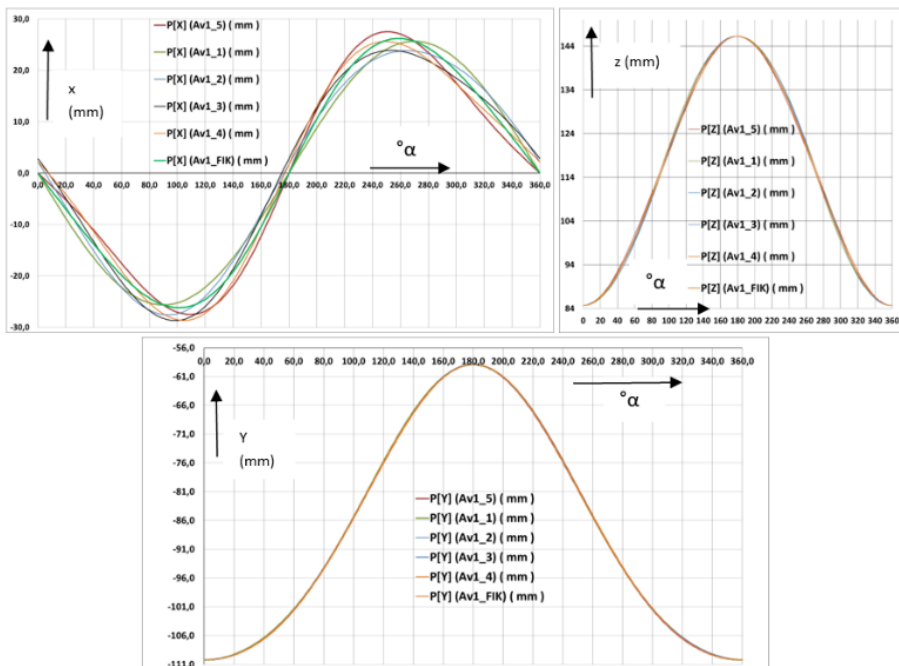 30,0
20,0
10,0
0,0
-10,0
-20,0
-30,0
x
(mm)
P[X] (Av1_5) ( mm )
P[X] (Av1_1) ( mm )
P[X] (Av1_2) ( mm )
P[X] (Av1_3) ( mm )
P[X] (Av1_4) ( mm )
P[X] (Av1_FIK) ( mm )
°α
0,0 20,0 40,0 60,0 80,0 100,0 120,0 140,0 160,0 180,0 200,0 220,0 240,0 260,0 280,0 300,0 320,0 340,0 360,0
144
134
124
114
104
94
84
z (mm)
P[Z] (Av1_5) ( mm )
P[Z] (Av1_1) ( mm )
P[Z] (Av1_2) ( mm )
P[Z] (Av1_3) ( mm )
P[Z] (Av1_4) ( mm )
P[Z] (Av1_FIK) ( mm )
°α
0 20 40 60 80 100 120 140 160 180 200 220 240 260 280 300 320 340 360
-56,0
-61,0
-66,0
-71,0
-76,0
-81,0
-86,0
-91,0
-96,0
-101,0
-106,0
-111,0
0,0 20,0 40,0 60,0 80,0 100,0 120,0 140,0 160,0 180,0 200,0 220,0 240,0 260,0 280,0 300,0 320,0 340,0 360,0
°α
Y
(mm)
P[Y] (Av1_5) ( mm )
P[Y] (Av1_1) ( mm )
P[Y] (Av1_2) ( mm )
P[Y] (Av1_3) ( mm )
P[Y] (Av1_4) ( mm )
P[Y] (Av1_FIK) ( mm )